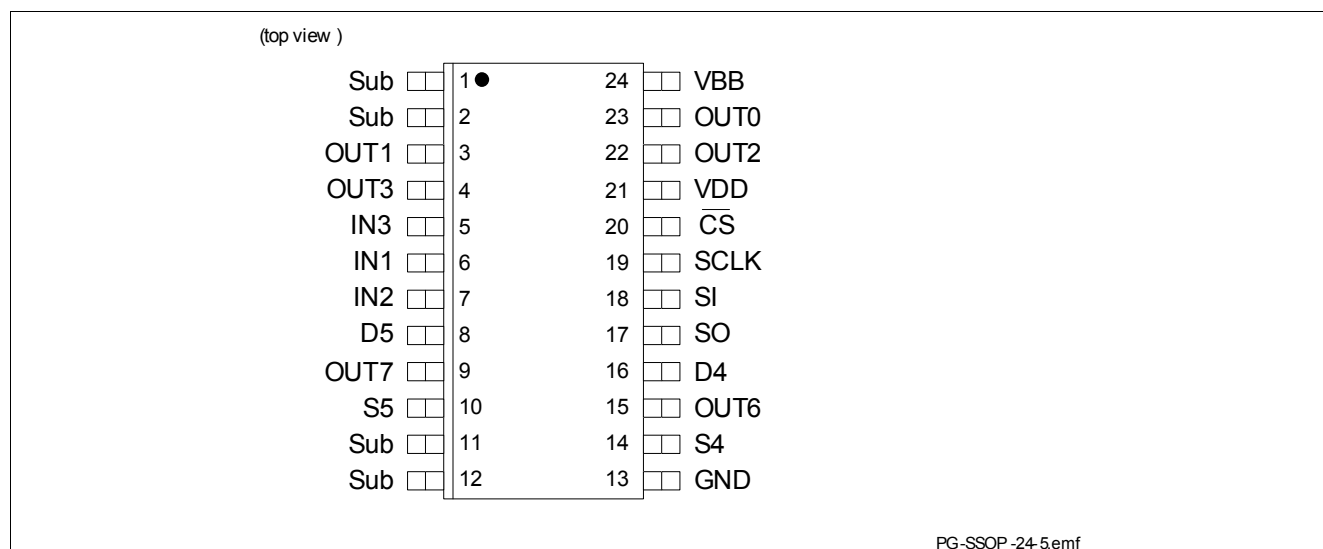 (top view )
Sub 1 24 VBB
Sub 2 23 OUT0
OUT1 3 22 OUT2
OUT3 4 21 VDD
IN3 5 20 C̅S̅
IN1 6 19 SCLK
IN2 7 18 SI
D5 8 17 SO
OUT7 9 16 D4
S5 10 15 OUT6
Sub 11 14 S4
Sub 12 13 GND
PG-SSOP -24-5.emf